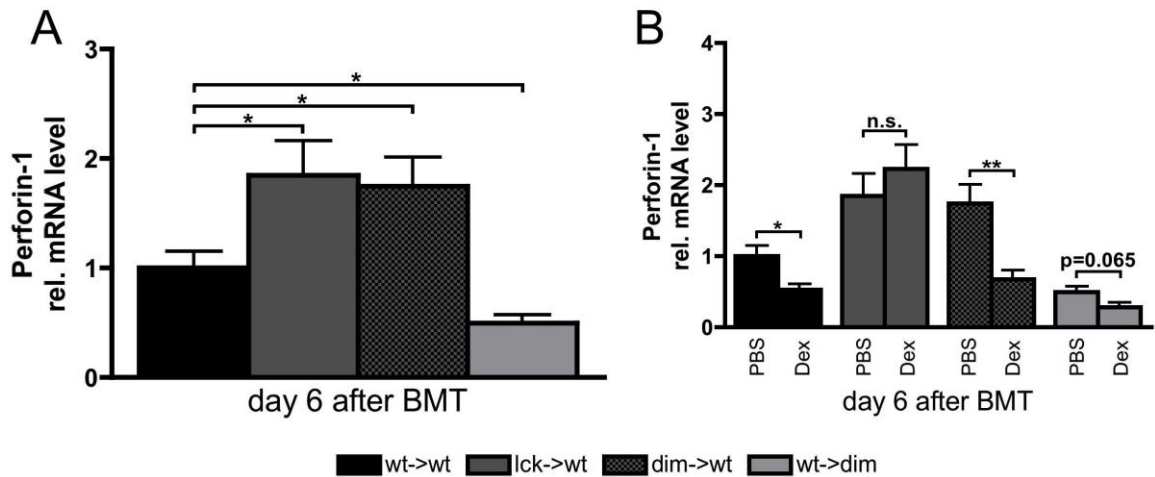 A
Perforin-1
rel. mRNA level
3
2
1
0
*
*
*
day 6 after BMT
B
Perforin-1
rel. mRNA level
4
3
2
1
0
n.s.
**
*
p=0.065
PBS
Dex
PBS
Dex
PBS
Dex
PBS
Dex
day 6 after BMT
wt->wt
lck->wt
dim->wt
wt->dim